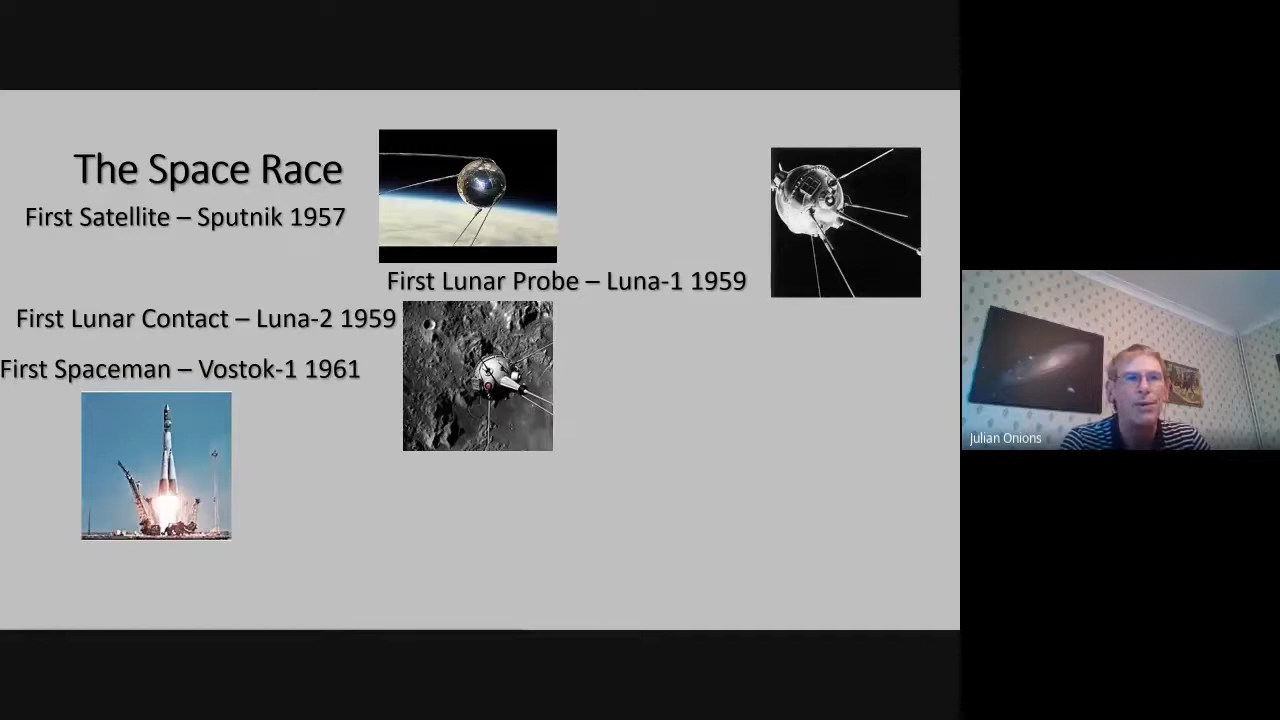 The Space Race
First Satellite – Sputnik 1957
First Lunar Probe – Luna-1 1959
First Lunar Contact – Luna-2 1959
First Spaceman – Vostok-1 1961
Julian Onions